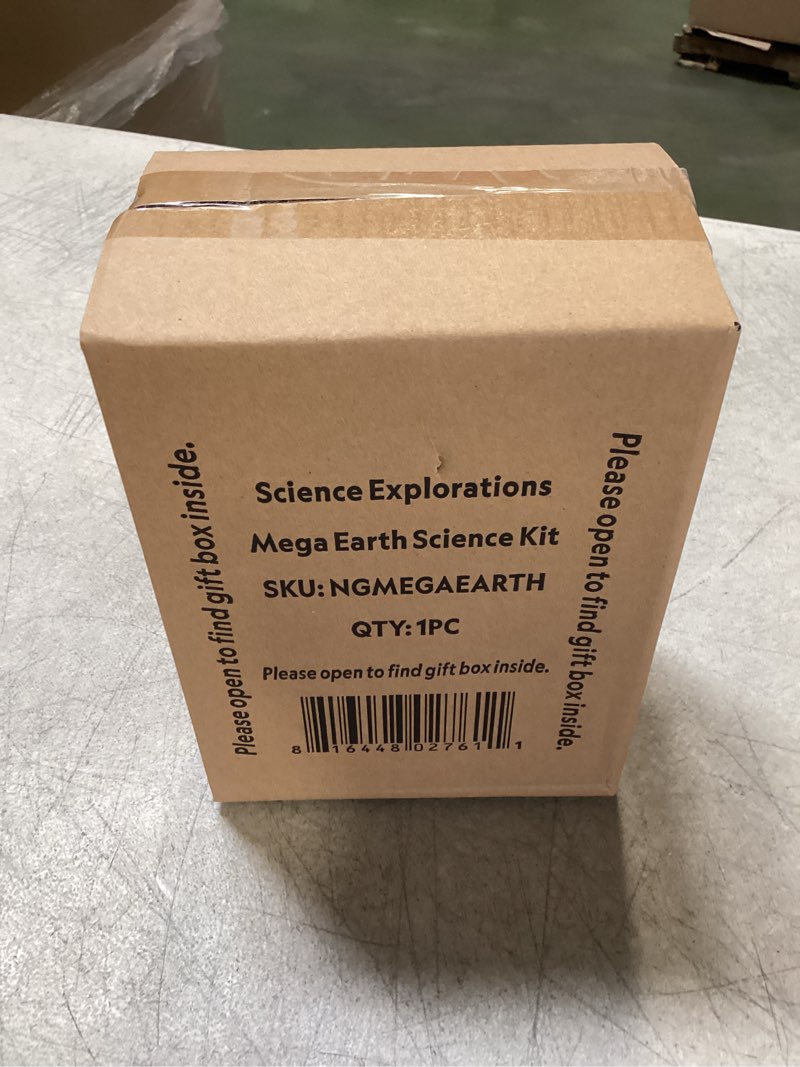 Science Explorations
Mega Earth Science Kit
SKU: NGMEGAEARTH
QTY: 1PC
Please open to find gift box inside.
8 16448 02761 1
Please open to find gift box inside.
Please open to find gift box inside.